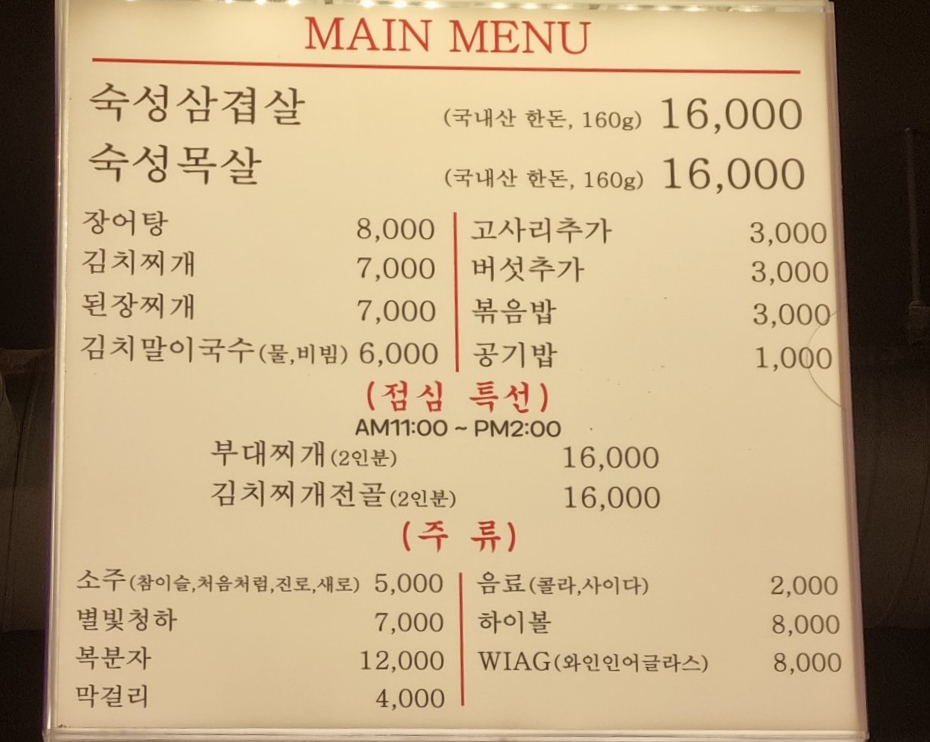 MAIN MENU
숙성삼겹살 (국내산 한돈, 160g) 16,000
숙성목살 (국내산 한돈, 160g) 16,000
장어탕 8,000
김치찌개 7,000
된장찌개 7,000
김치말이국수(물,비빔) 6,000
고사리추가 3,000
버섯추가 3,000
볶음밥 3,000
공기밥 1,000
(점심 특선)
AM11:00 ~ PM2:00
부대찌개(2인분) 16,000
김치찌개전골(2인분) 16,000
(주 류)
소주(참이슬,처음처럼,진로,새로) 5,000
별빛청하 7,000
복분자 12,000
막걸리 4,000
음료(콜라,사이다) 2,000
하이볼 8,000
WIAG(와인인어글라스) 8,000